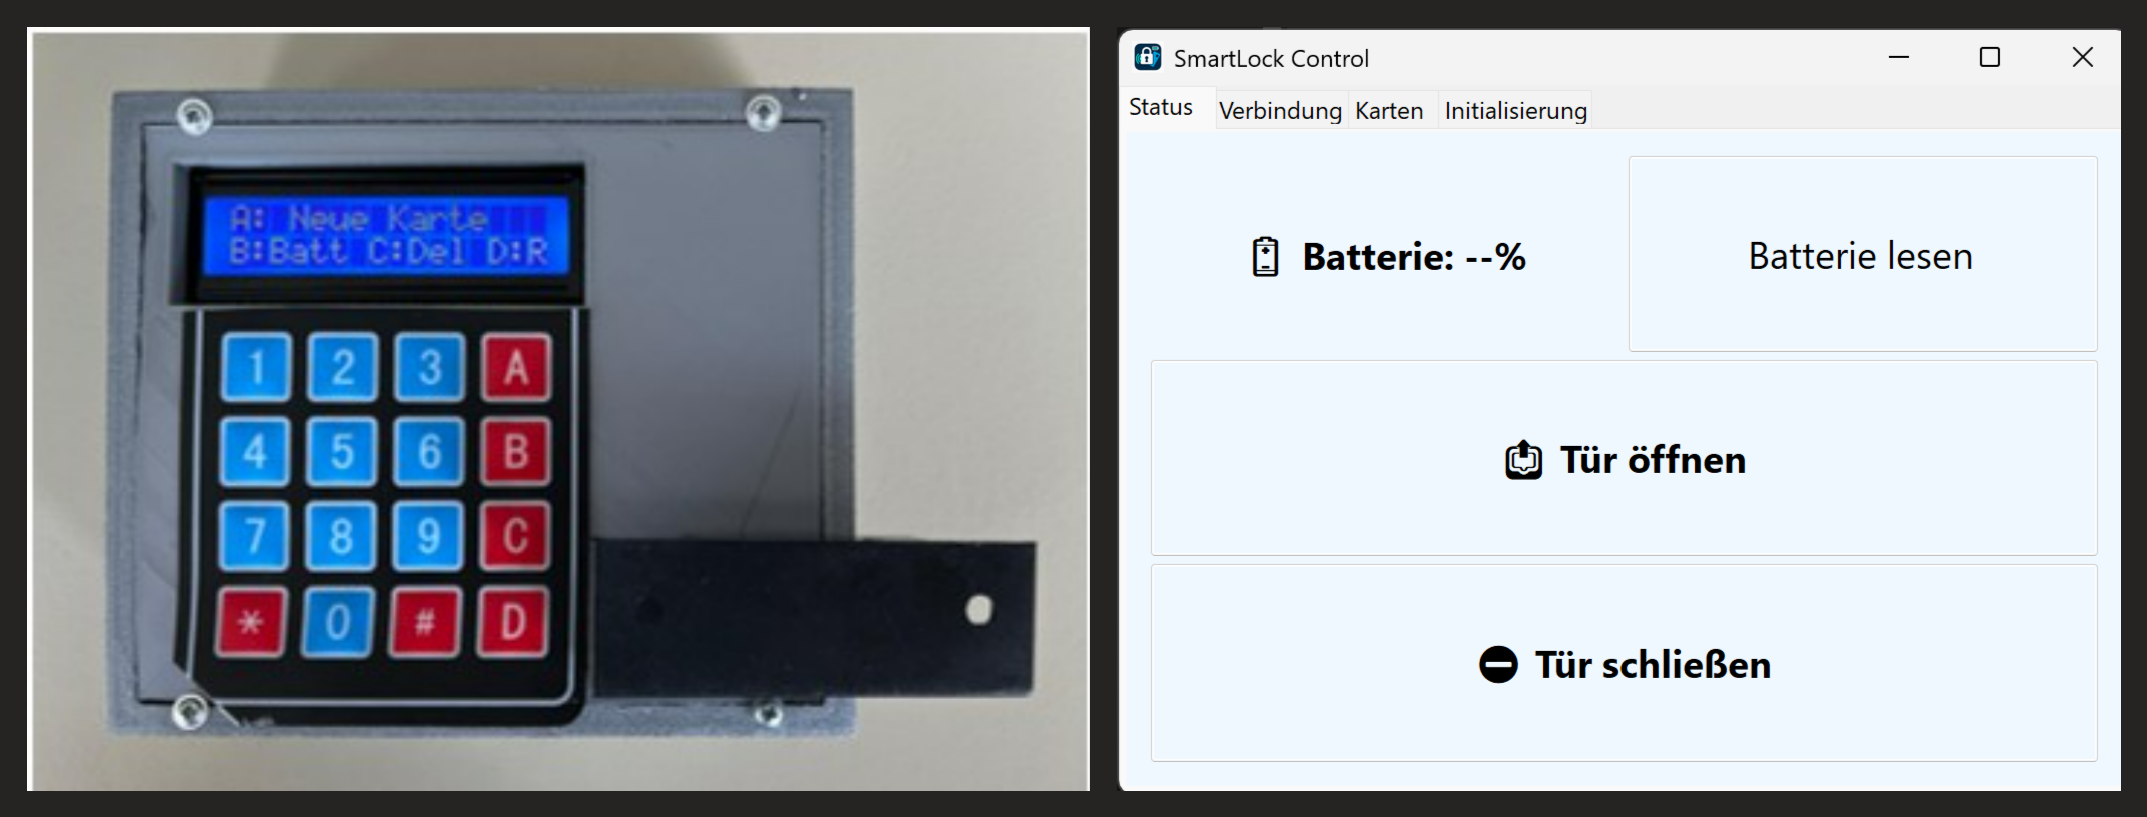 A: Neue Karte
B:Batt C:Del D:R
1 2 3 A
4 5 6 B
7 8 9 C
* 0 # D
SmartLock Control
Status Verbindung Karten Initialisierung
Batterie: --%
Batterie lesen
Tür öffnen
Tür schließen